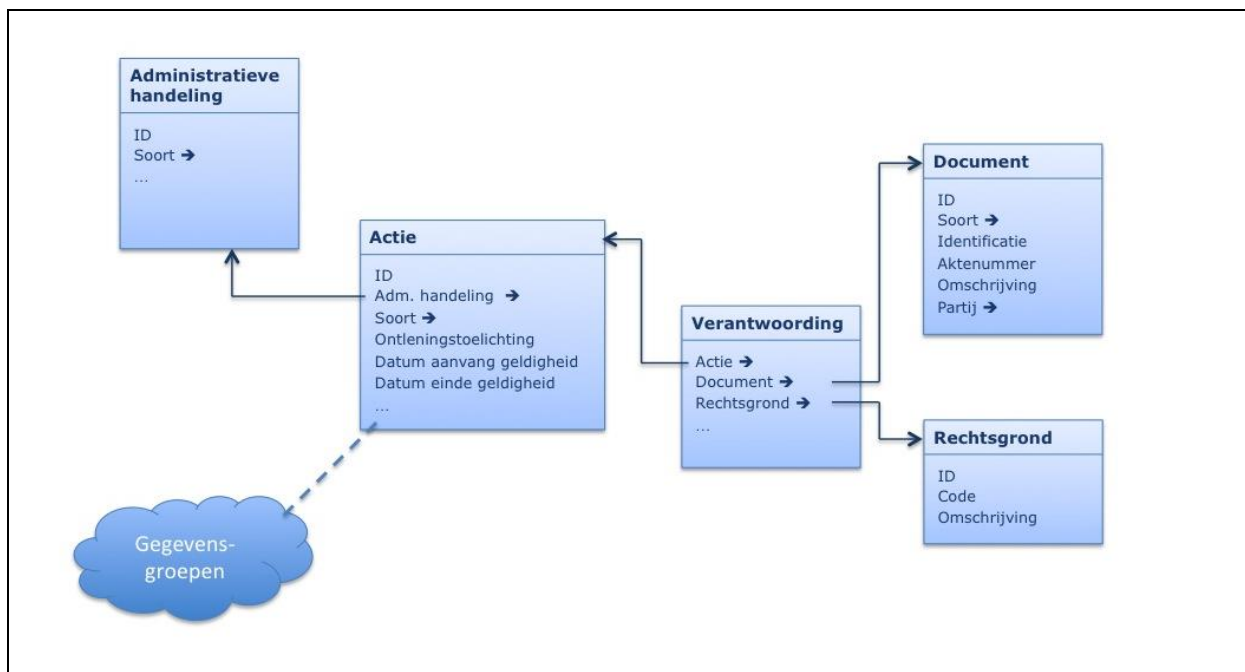 Administratieve
handeling
ID
Soort ➔
...
Actie
ID
Adm. handeling ➔
Soort ➔
Ontleningstoelichting
Datum aanvang geldigheid
Datum einde geldigheid
...
Verantwoording
Actie ➔
Document ➔
Rechtsgrond ➔
...
Document
ID
Soort ➔
Identificatie
Aktenummer
Omschrijving
Partij ➔
Rechtsgrond
ID
Code
Omschrijving
Gegevens-
groepen